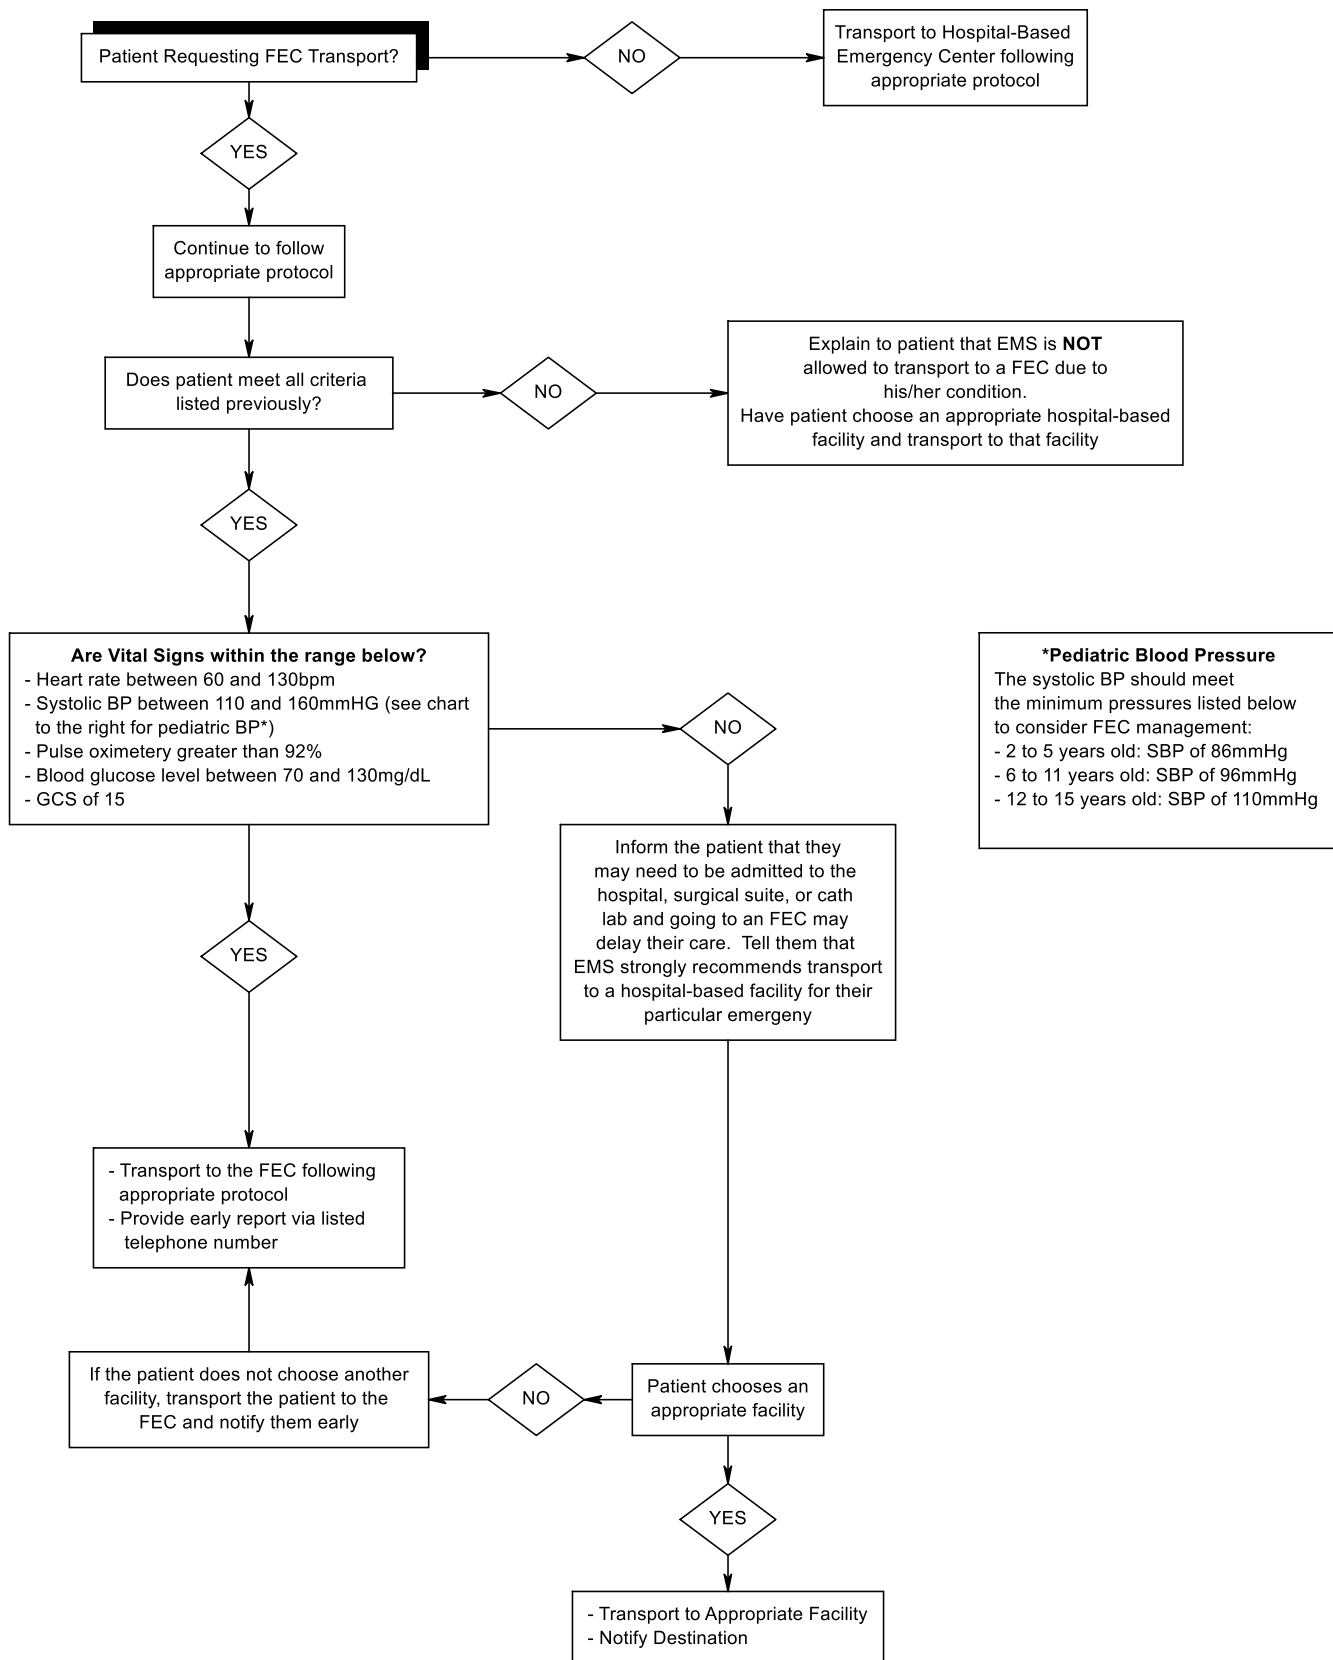 Patient Requesting FEC Transport?
NO
Transport to Hospital-Based
Emergency Center following
appropriate protocol
YES
Continue to follow
appropriate protocol
Does patient meet all criteria
listed previously?
NO
Explain to patient that EMS is NOT
allowed to transport to a FEC due to
his/her condition.
Have patient choose an appropriate hospital-based
facility and transport to that facility
YES
Are Vital Signs within the range below?
- Heart rate between 60 and 130bpm
- Systolic BP between 110 and 160mmHG (see chart
to the right for pediatric BP*)
- Pulse oximetery greater than 92%
- Blood glucose level between 70 and 130mg/dL
- GCS of 15
NO
*Pediatric Blood Pressure
The systolic BP should meet
the minimum pressures listed below
to consider FEC management:
- 2 to 5 years old: SBP of 86mmHg
- 6 to 11 years old: SBP of 96mmHg
- 12 to 15 years old: SBP of 110mmHg
Inform the patient that they
may need to be admitted to the
hospital, surgical suite, or cath
lab and going to an FEC may
delay their care.  Tell them that
EMS strongly recommends transport
to a hospital-based facility for their
particular emergeny
YES
- Transport to the FEC following
appropriate protocol
- Provide early report via listed
telephone number
If the patient does not choose another
facility, transport the patient to the
FEC and notify them early
NO
Patient chooses an
appropriate facility
YES
- Transport to Appropriate Facility
- Notify Destination